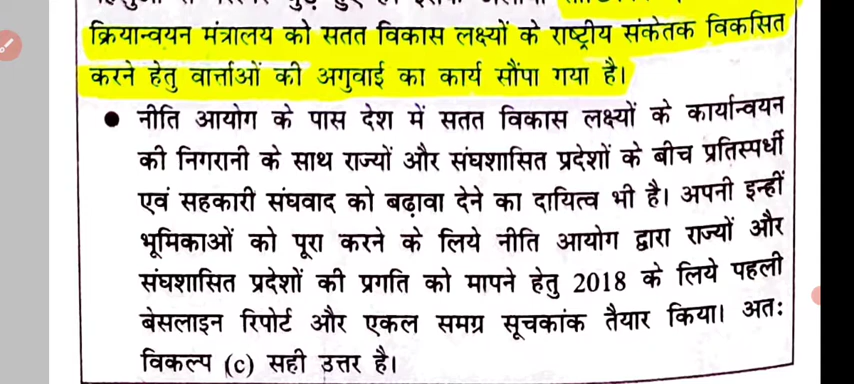 क्रियान्वयन मंत्रालय को सतत विकास लक्ष्यों के राष्ट्रीय संकेतक विकसित
करने हेतु वार्त्ताओं की अगुवाई का कार्य सौंपा गया है।
● नीति आयोग के पास देश में सतत विकास लक्ष्यों के कार्यान्वयन
की निगरानी के साथ राज्यों और संघशासित प्रदेशों के बीच प्रतिस्पर्धी
एवं सहकारी संघवाद को बढ़ावा देने का दायित्व भी है। अपनी इन्हीं
भूमिकाओं को पूरा करने के लिये नीति आयोग द्वारा राज्यों और
संघशासित प्रदेशों की प्रगति को मापने हेतु 2018 के लिये पहली
बेसलाइन रिपोर्ट और एकल समग्र सूचकांक तैयार किया। अतः
विकल्प (c) सही उत्तर है।